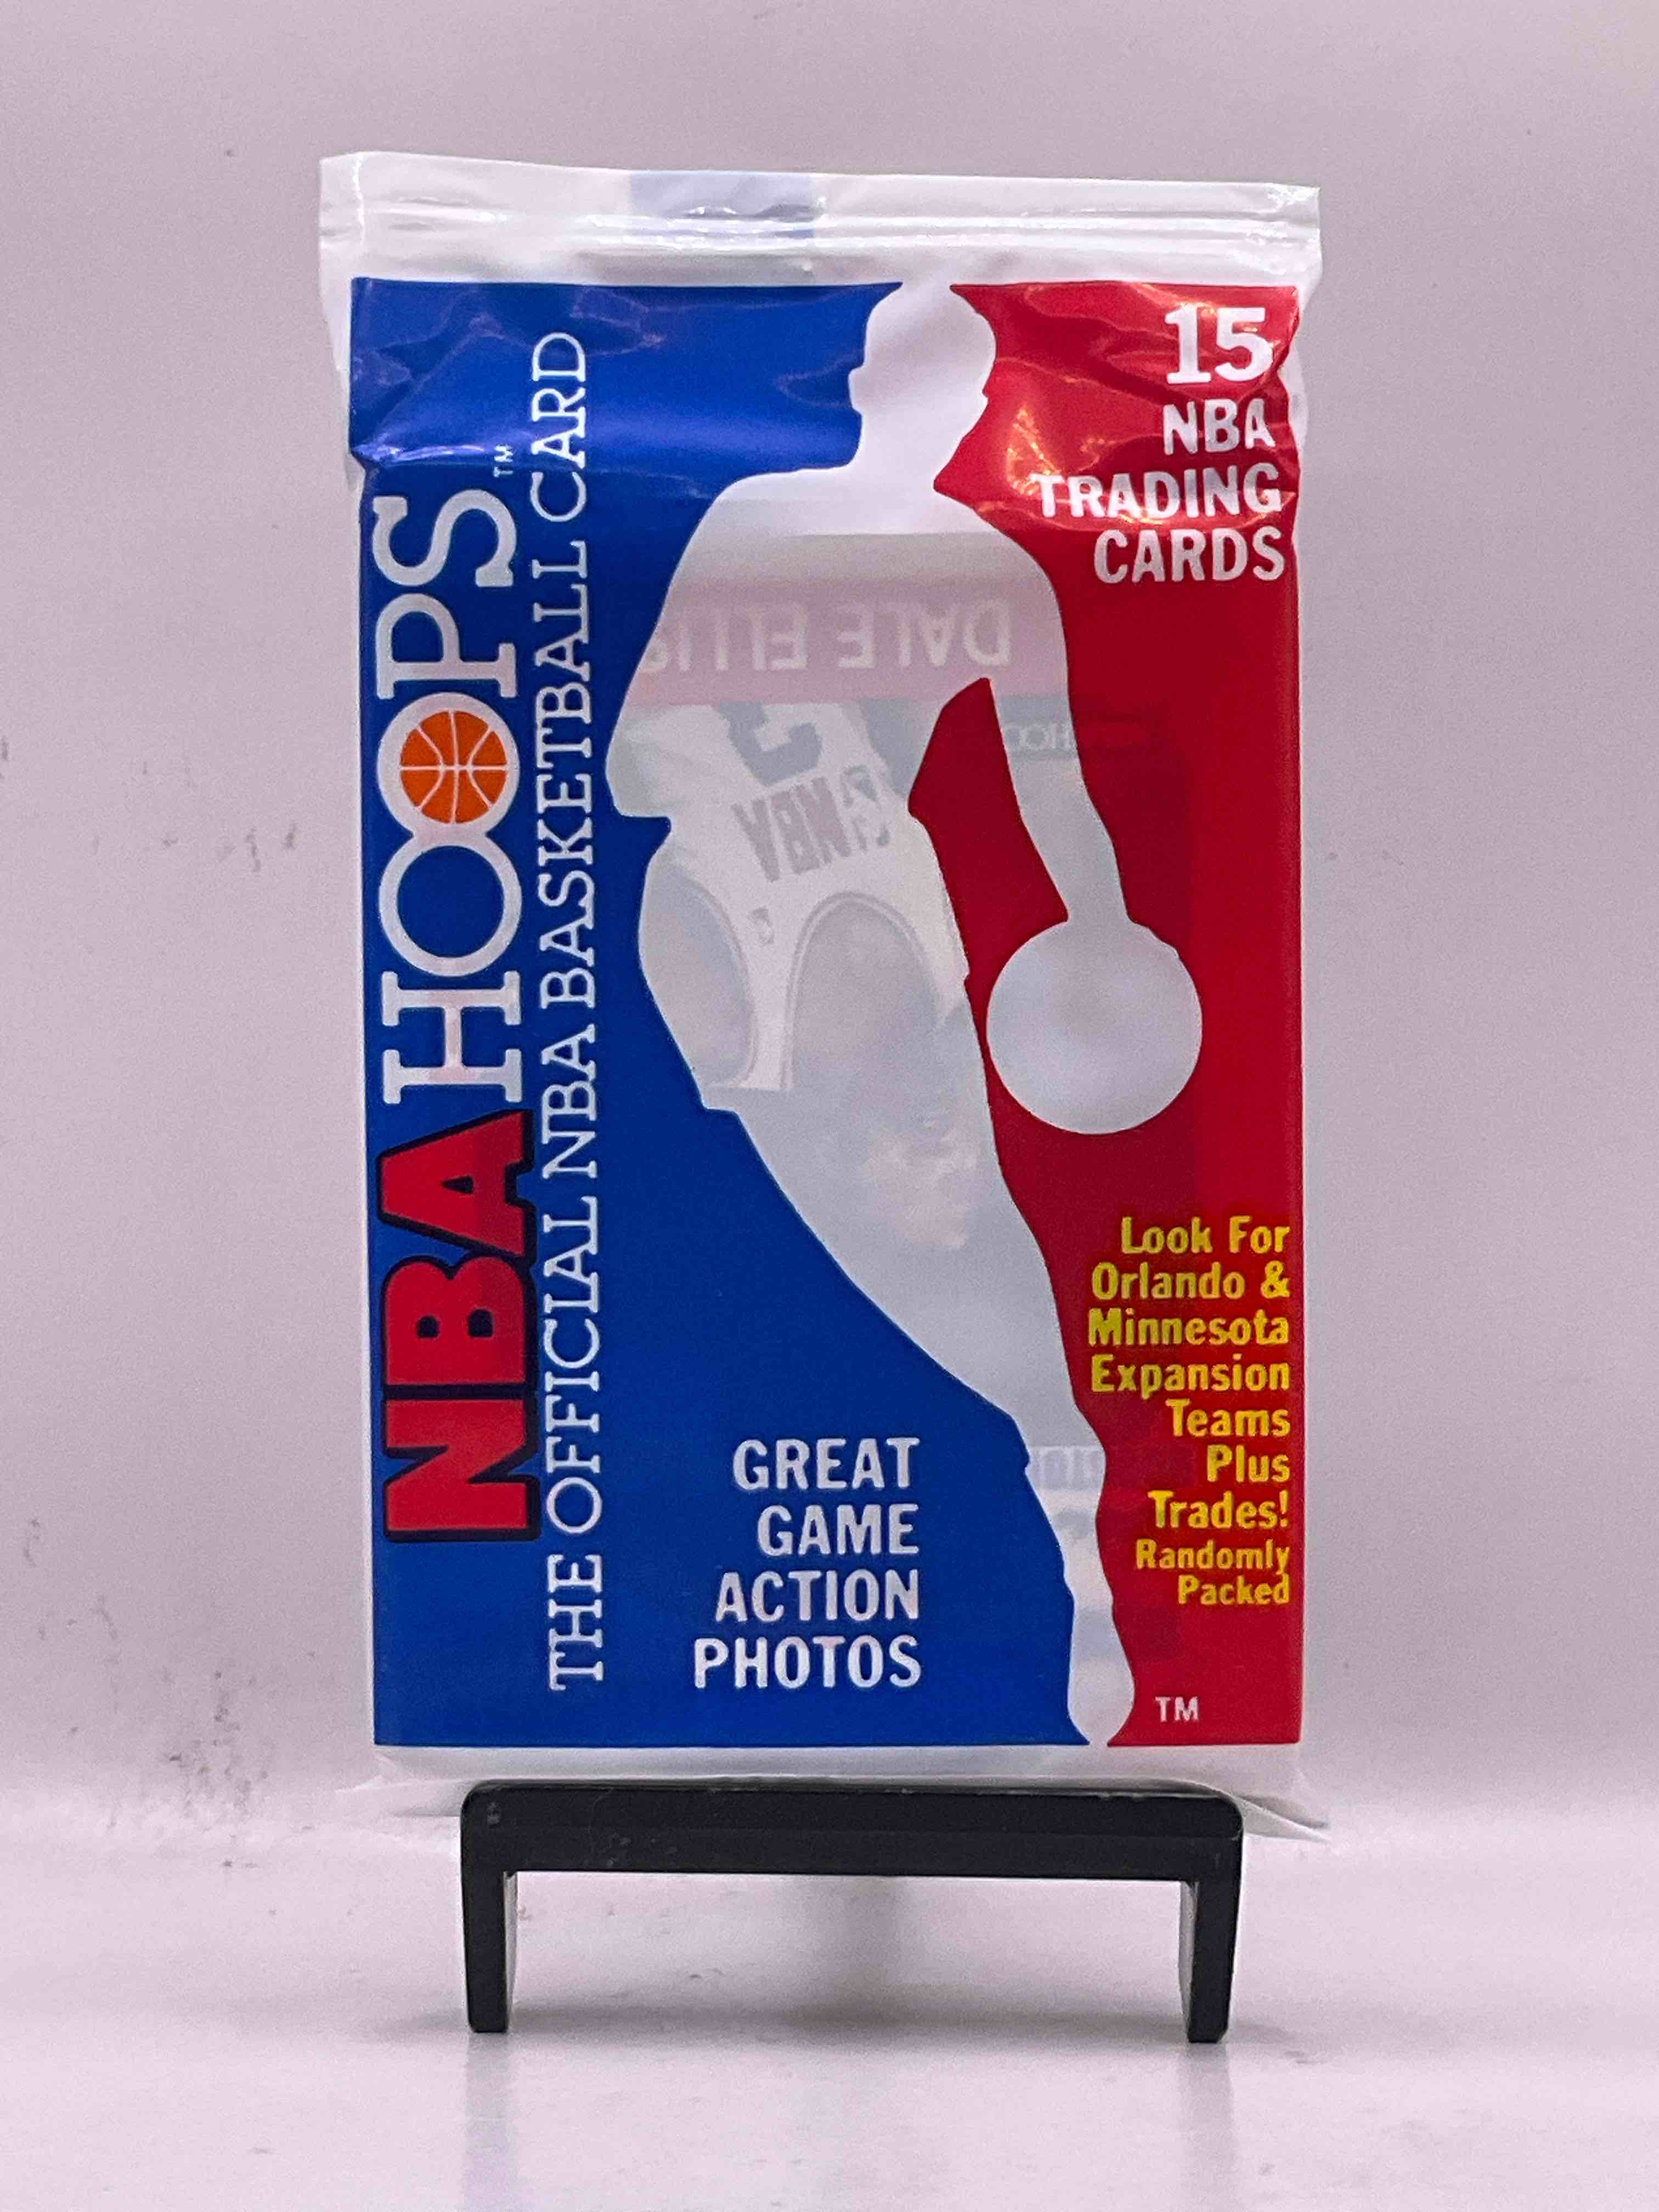 15
NBA
TRADING
CARDS
NBA HOOPS™
THE OFFICIAL NBA BASKETBALL CARD
DALE ELLIS
NBA
Look For
Orlando &
Minnesota
Expansion
Teams
Plus
Trades!
Randomly
Packed
GREAT
GAME
ACTION
PHOTOS
TM